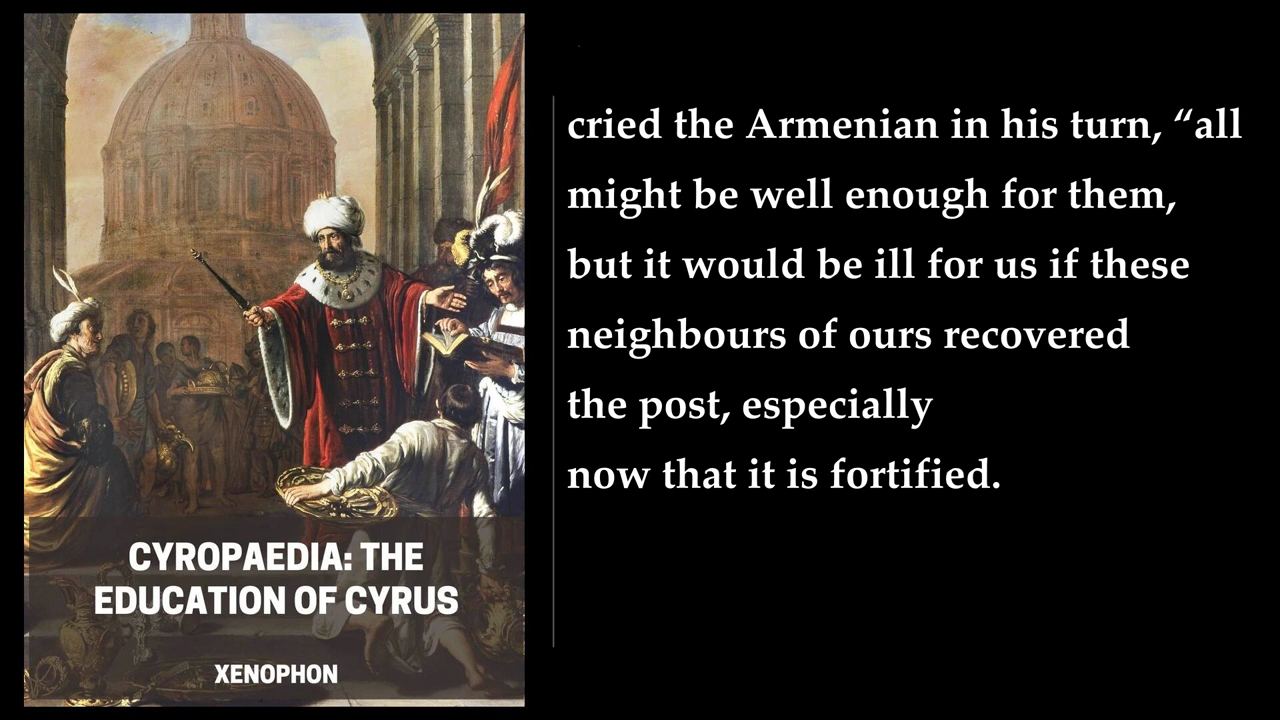 cried the Armenian in his turn, “all
might be well enough for them,
but it would be ill for us if these
neighbours of ours recovered
the post, especially
now that it is fortified.
CYROPAEDIA: THE
EDUCATION OF CYRUS
XENOPHON